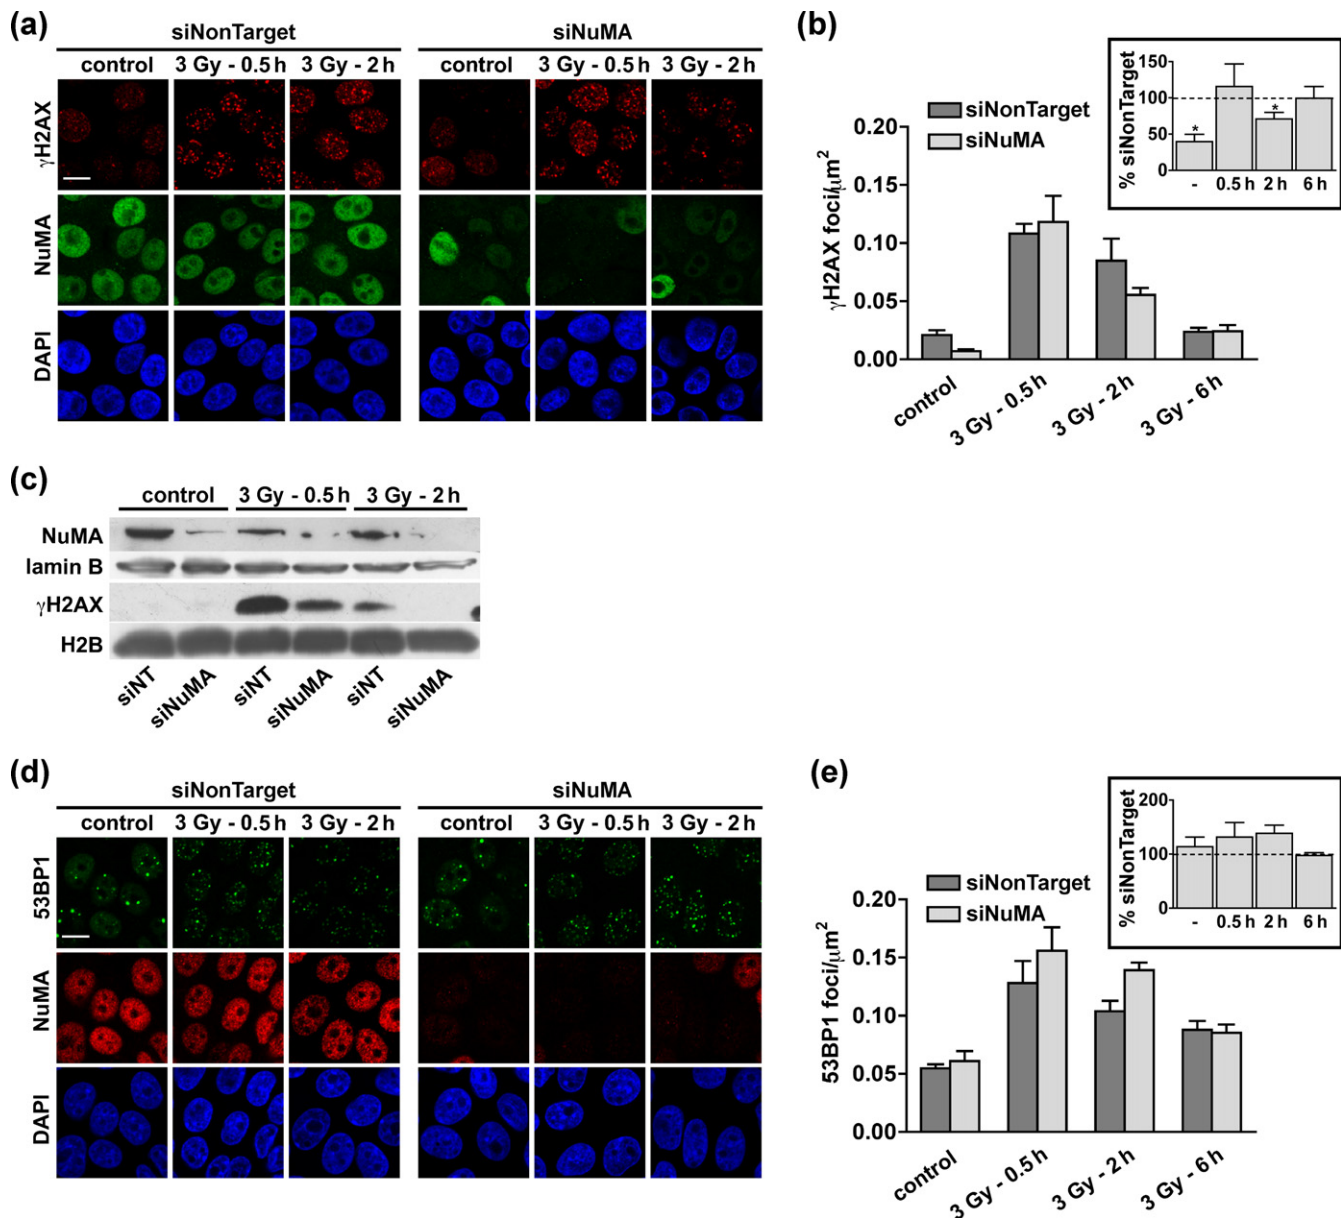 (a)
siNonTarget siNuMA
control 3 Gy - 0.5 h 3 Gy - 2 h control 3 Gy - 0.5 h 3 Gy - 2 h
γH2AX
NuMA
DAPI
(b)
siNonTarget
siNuMA
γH2AX foci/μm²
0.20
0.15
0.10
0.05
0.00
control 3 Gy - 0.5 h 3 Gy - 2 h 3 Gy - 6 h
% siNonTarget
150
100
50
0
* *
- 0.5 h 2 h 6 h
(c)
control 3 Gy - 0.5 h 3 Gy - 2 h
NuMA
lamin B
γH2AX
H2B
siNT siNuMA siNT siNuMA siNT siNuMA
(d)
siNonTarget siNuMA
control 3 Gy - 0.5 h 3 Gy - 2 h control 3 Gy - 0.5 h 3 Gy - 2 h
53BP1
NuMA
DAPI
(e)
siNonTarget
siNuMA
53BP1 foci/μm²
0.20
0.15
0.10
0.05
0.00
control 3 Gy - 0.5 h 3 Gy - 2 h 3 Gy - 6 h
% siNonTarget
200
100
0
- 0.5 h 2 h 6 h